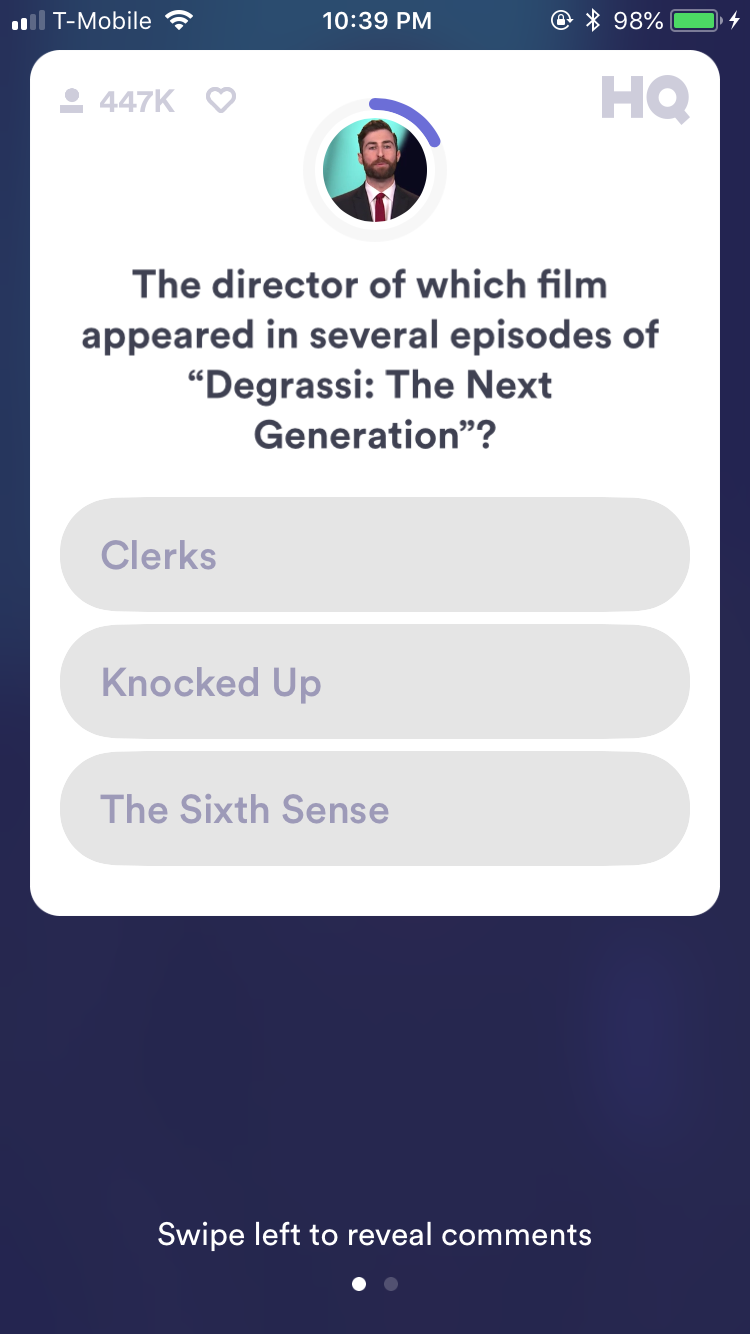 T-Mobile 10:39 PM 98%
447K HQ
The director of which film
appeared in several episodes of
“Degrassi: The Next
Generation”?
Clerks
Knocked Up
The Sixth Sense
Swipe left to reveal comments